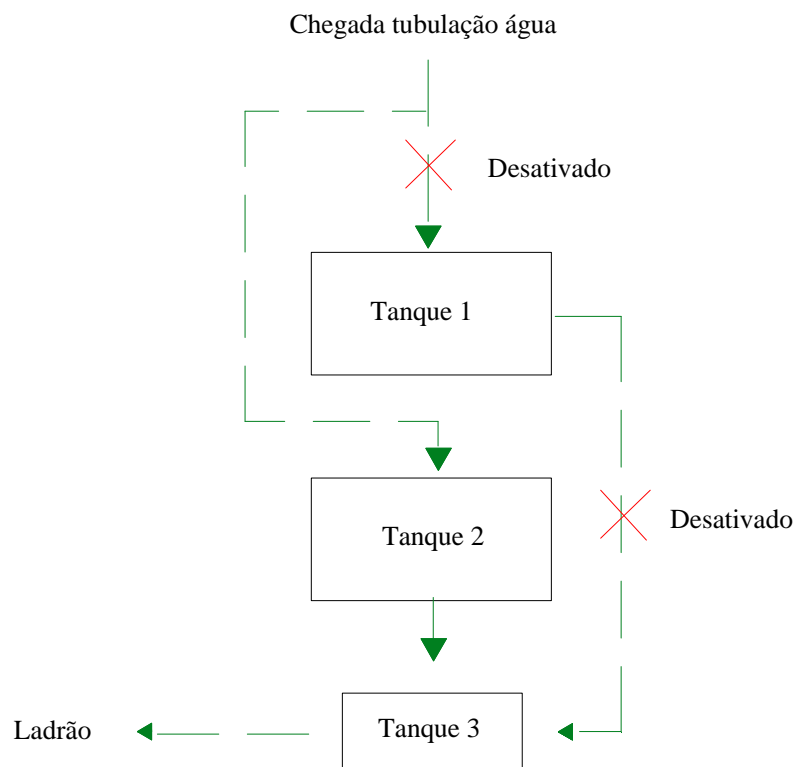 Chegada tubulação água
Desativado
Tanque 1
Tanque 2
Desativado
Tanque 3
Ladrão